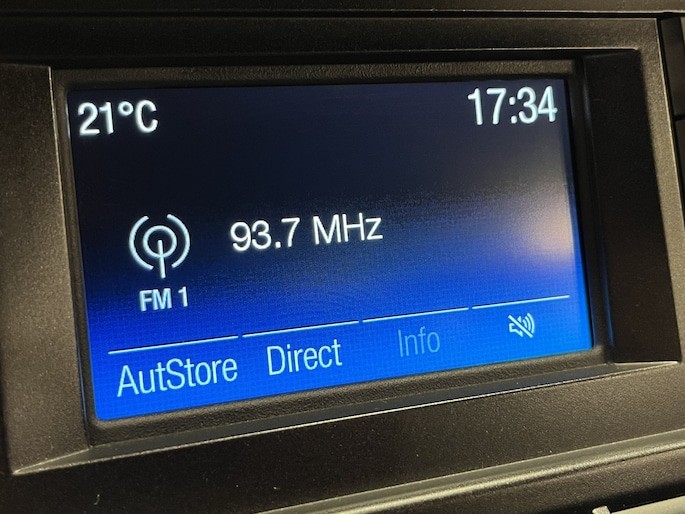 21°C 17:34
93.7 MHz
FM 1
AutStore Direct Info